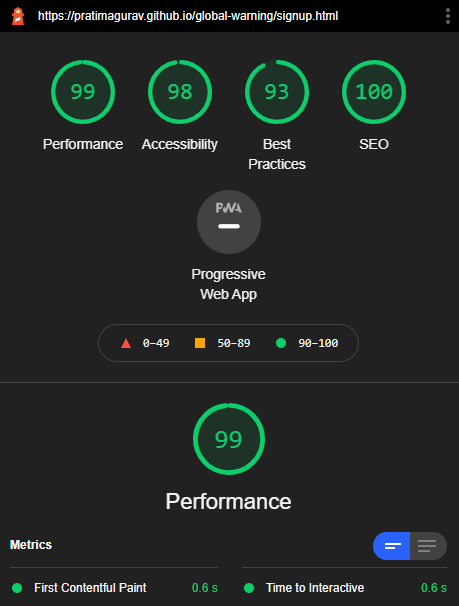 https://pratimagurav.github.io/global-warning/signup.html
99 98 93 100
Performance Accessibility Best Practices SEO
PWA
Progressive
Web App
0–49 50–89 90–100
99
Performance
Metrics
First Contentful Paint 0.6 s Time to Interactive 0.6 s